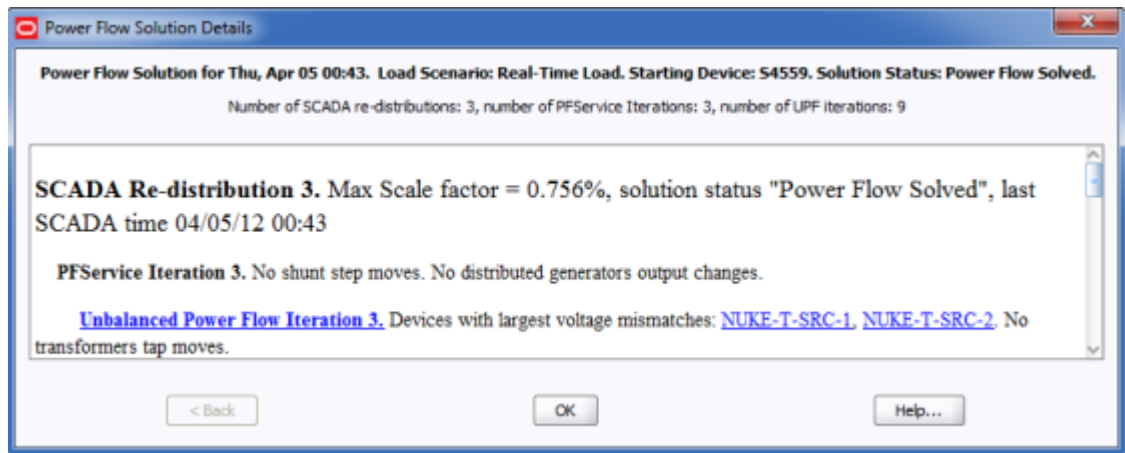 Power Flow Solution Details
Power Flow Solution for Thu, Apr 05 00:43. Load Scenario: Real-Time Load. Starting Device: S4559. Solution Status: Power Flow Solved.
Number of SCADA re-distributions: 3, number of PFService Iterations: 3, number of UPF iterations: 9
SCADA Re-distribution 3. Max Scale factor = 0.756%, solution status "Power Flow Solved", last
SCADA time 04/05/12 00:43
PFService Iteration 3. No shunt step moves. No distributed generators output changes.
Unbalanced Power Flow Iteration 3. Devices with largest voltage mismatches: NUKE-T-SRC-1, NUKE-T-SRC-2. No
transformers tap moves.
< Back
OK
Help...